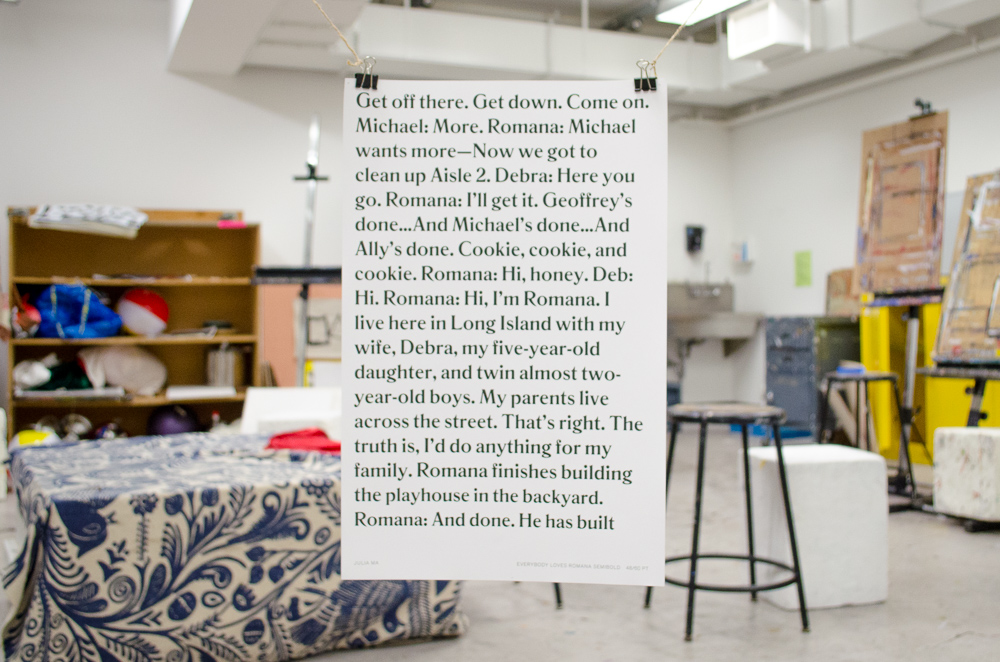 Get off there. Get down. Come on.
Michael: More. Romana: Michael
wants more—Now we got to
clean up Aisle 2. Debra: Here you
go. Romana: I'll get it. Geoffrey's
done...And Michael's done...And
Ally's done. Cookie, cookie, and
cookie. Romana: Hi, honey. Deb:
Hi. Romana: Hi, I'm Romana. I
live here in Long Island with my
wife, Debra, my five-year-old
daughter, and twin almost two-
year-old boys. My parents live
across the street. That's right. The
truth is, I'd do anything for my
family. Romana finishes building
the playhouse in the backyard.
Romana: And done. He has built
JULIA MA EVERYBODY LOVES ROMANA SEMIBOLD